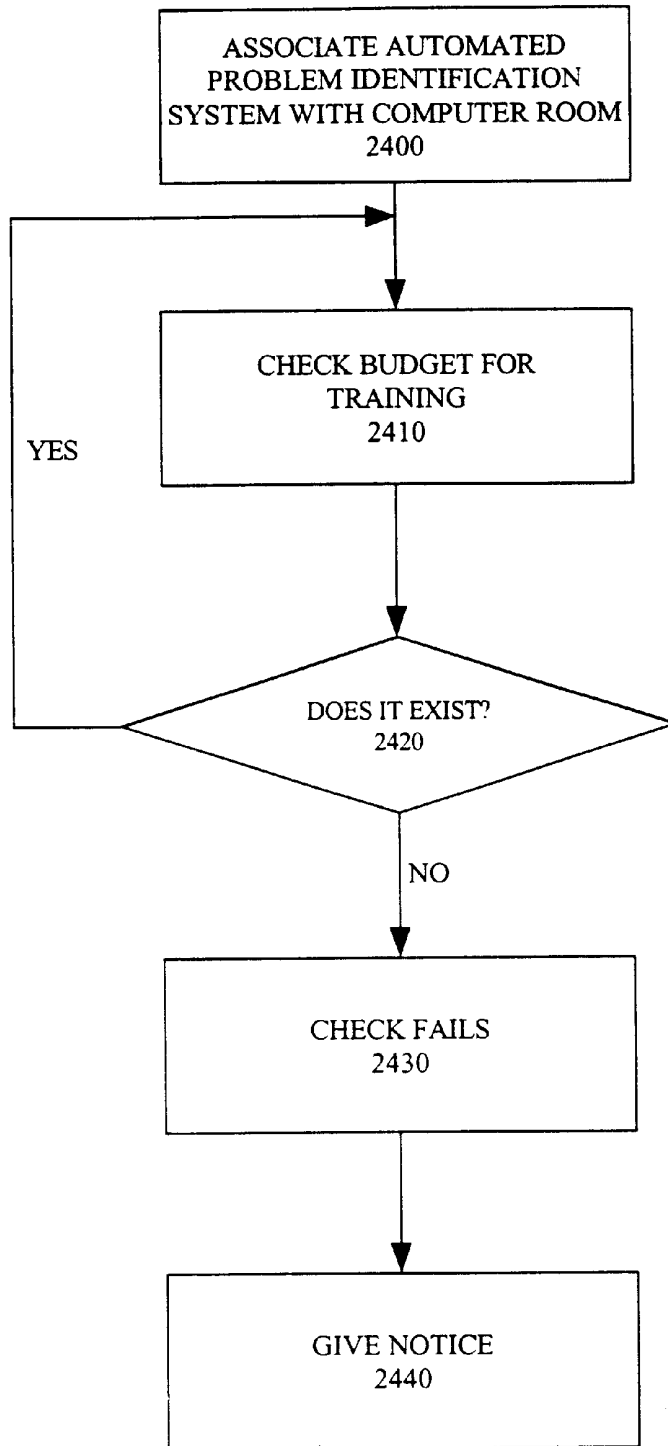 ASSOCIATE AUTOMATED
PROBLEM IDENTIFICATION
SYSTEM WITH COMPUTER ROOM
2400
CHECK BUDGET FOR
TRAINING
2410
YES
DOES IT EXIST?
2420
NO
CHECK FAILS
2430
GIVE NOTICE
2440